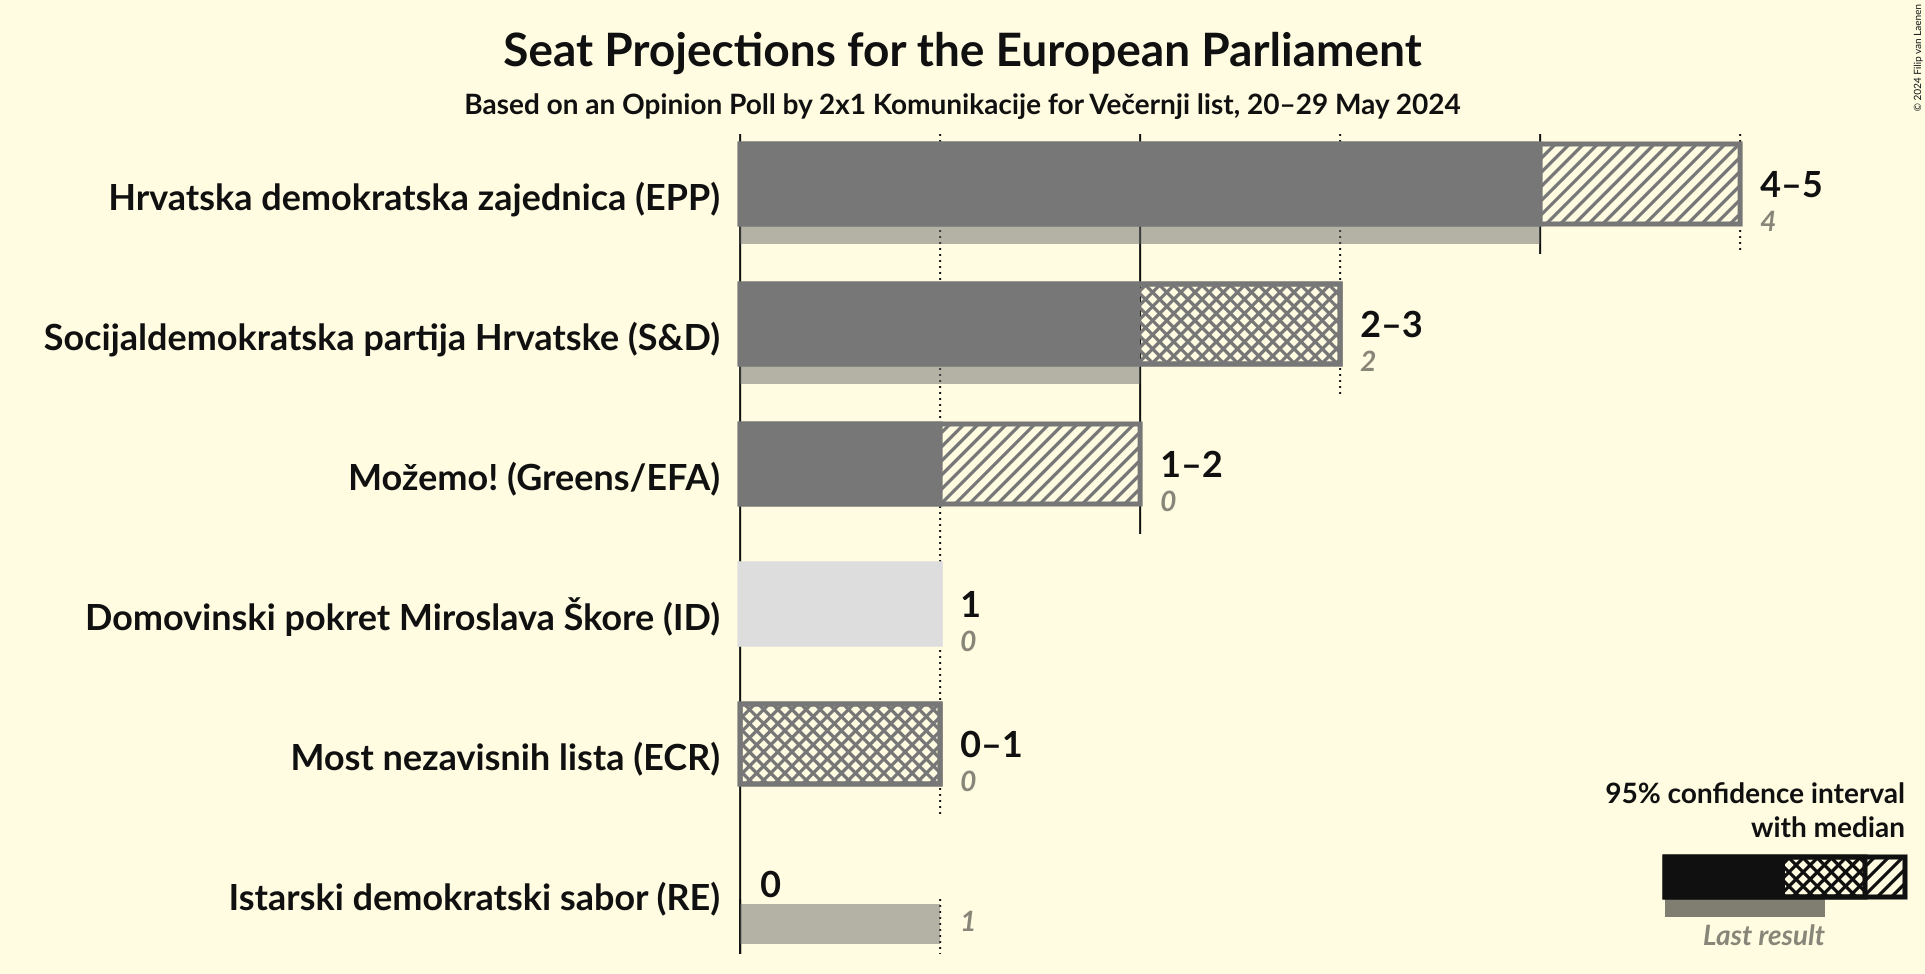 Seat Projections for the European Parliament
Based on an Opinion Poll by 2x1 Komunikacije for Večernji list, 20–29 May 2024
© 2024 Filip van Laenen
Hrvatska demokratska zajednica (EPP)
4–5
4
Socijaldemokratska partija Hrvatske (S&D)
2–3
2
Možemo! (Greens/EFA)
1–2
0
Domovinski pokret Miroslava Škore (ID)
1
0
Most nezavisnih lista (ECR)
0–1
0
Istarski demokratski sabor (RE)
0
1
95% confidence interval
with median
Last result